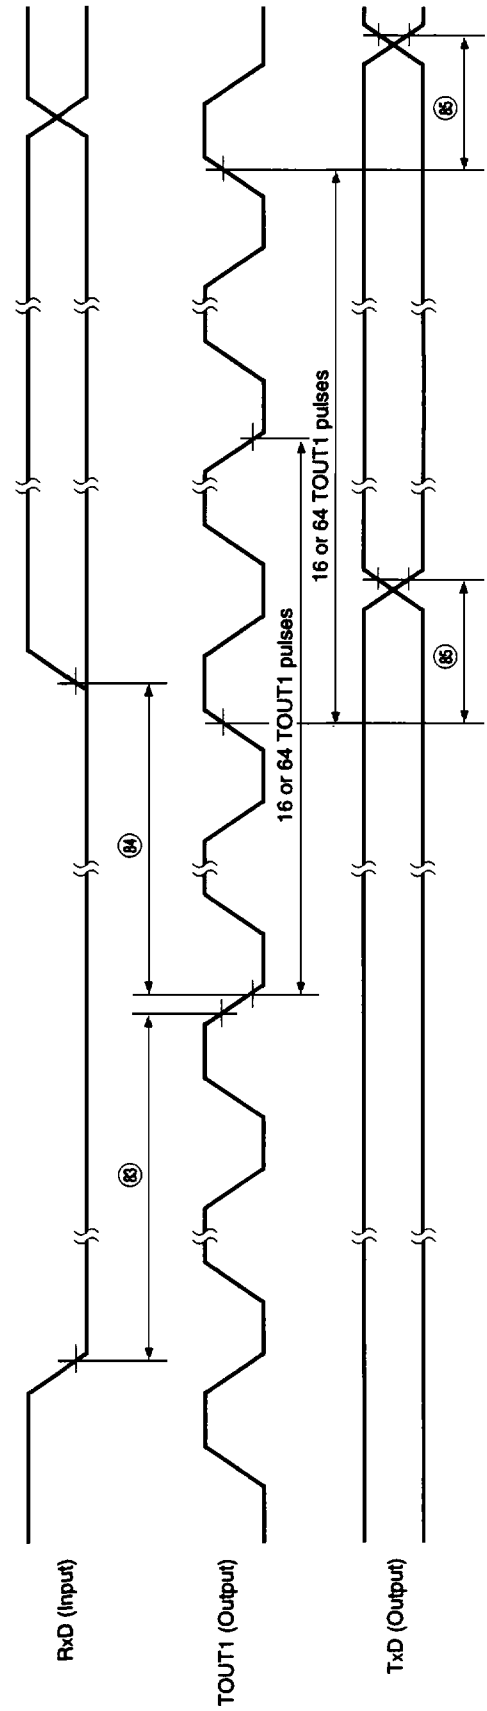 RxD (Input)
83
84
TOUT1 (Output)
16 or 64 TOUT1 pulses
16 or 64 TOUT1 pulses
TxD (Output)
85
85